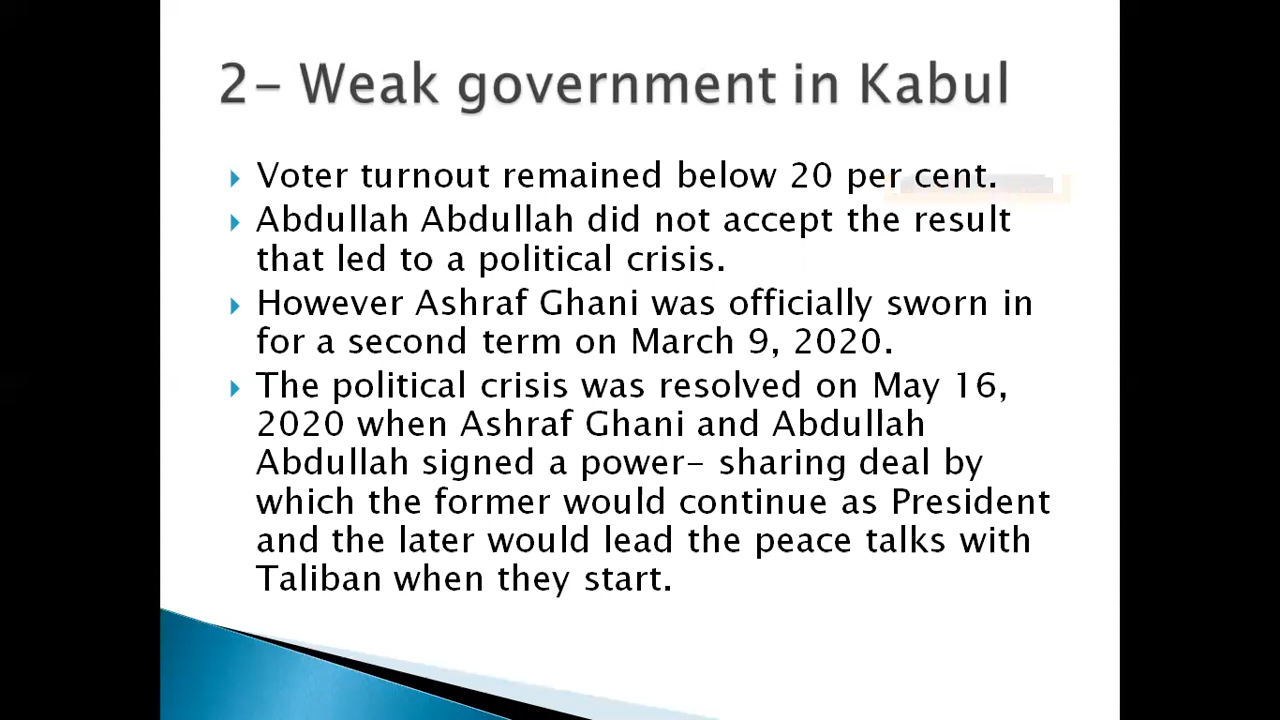 2- Weak government in Kabul
Voter turnout remained below 20 per cent.
Abdullah Abdullah did not accept the result
that led to a political crisis.
However Ashraf Ghani was officially sworn in
for a second term on March 9, 2020.
The political crisis was resolved on May 16,
2020 when Ashraf Ghani and Abdullah
Abdullah signed a power- sharing deal by
which the former would continue as President
and the later would lead the peace talks with
Taliban when they start.